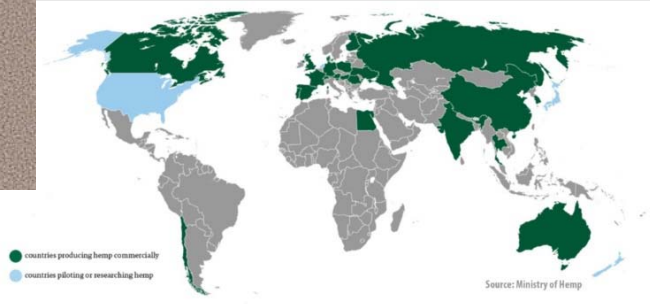 countries producing hemp commercially
countries piloting or researching hemp
Source: Ministry of Hemp